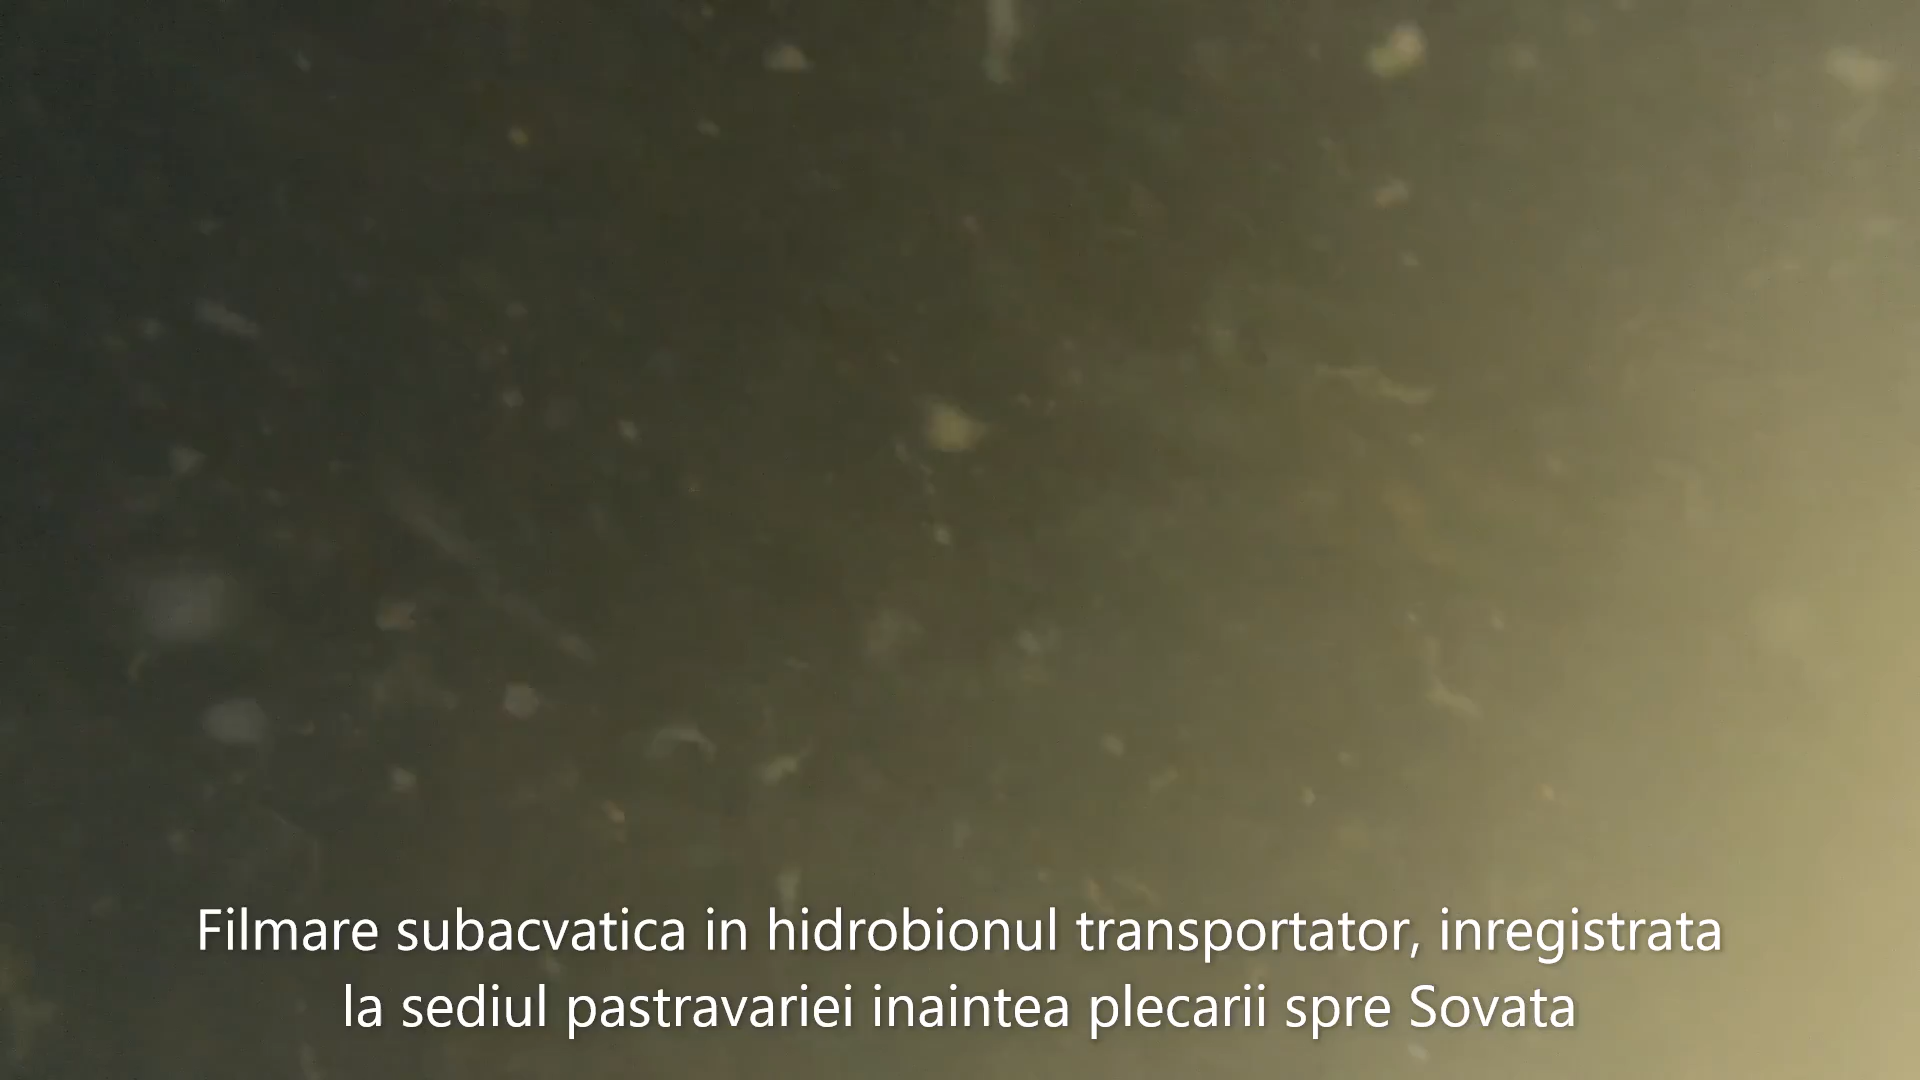 Filmare subacvatica in hidrobionul transportator, inregistrata
la sediul pastravariei inaintea plecarii spre Sovata